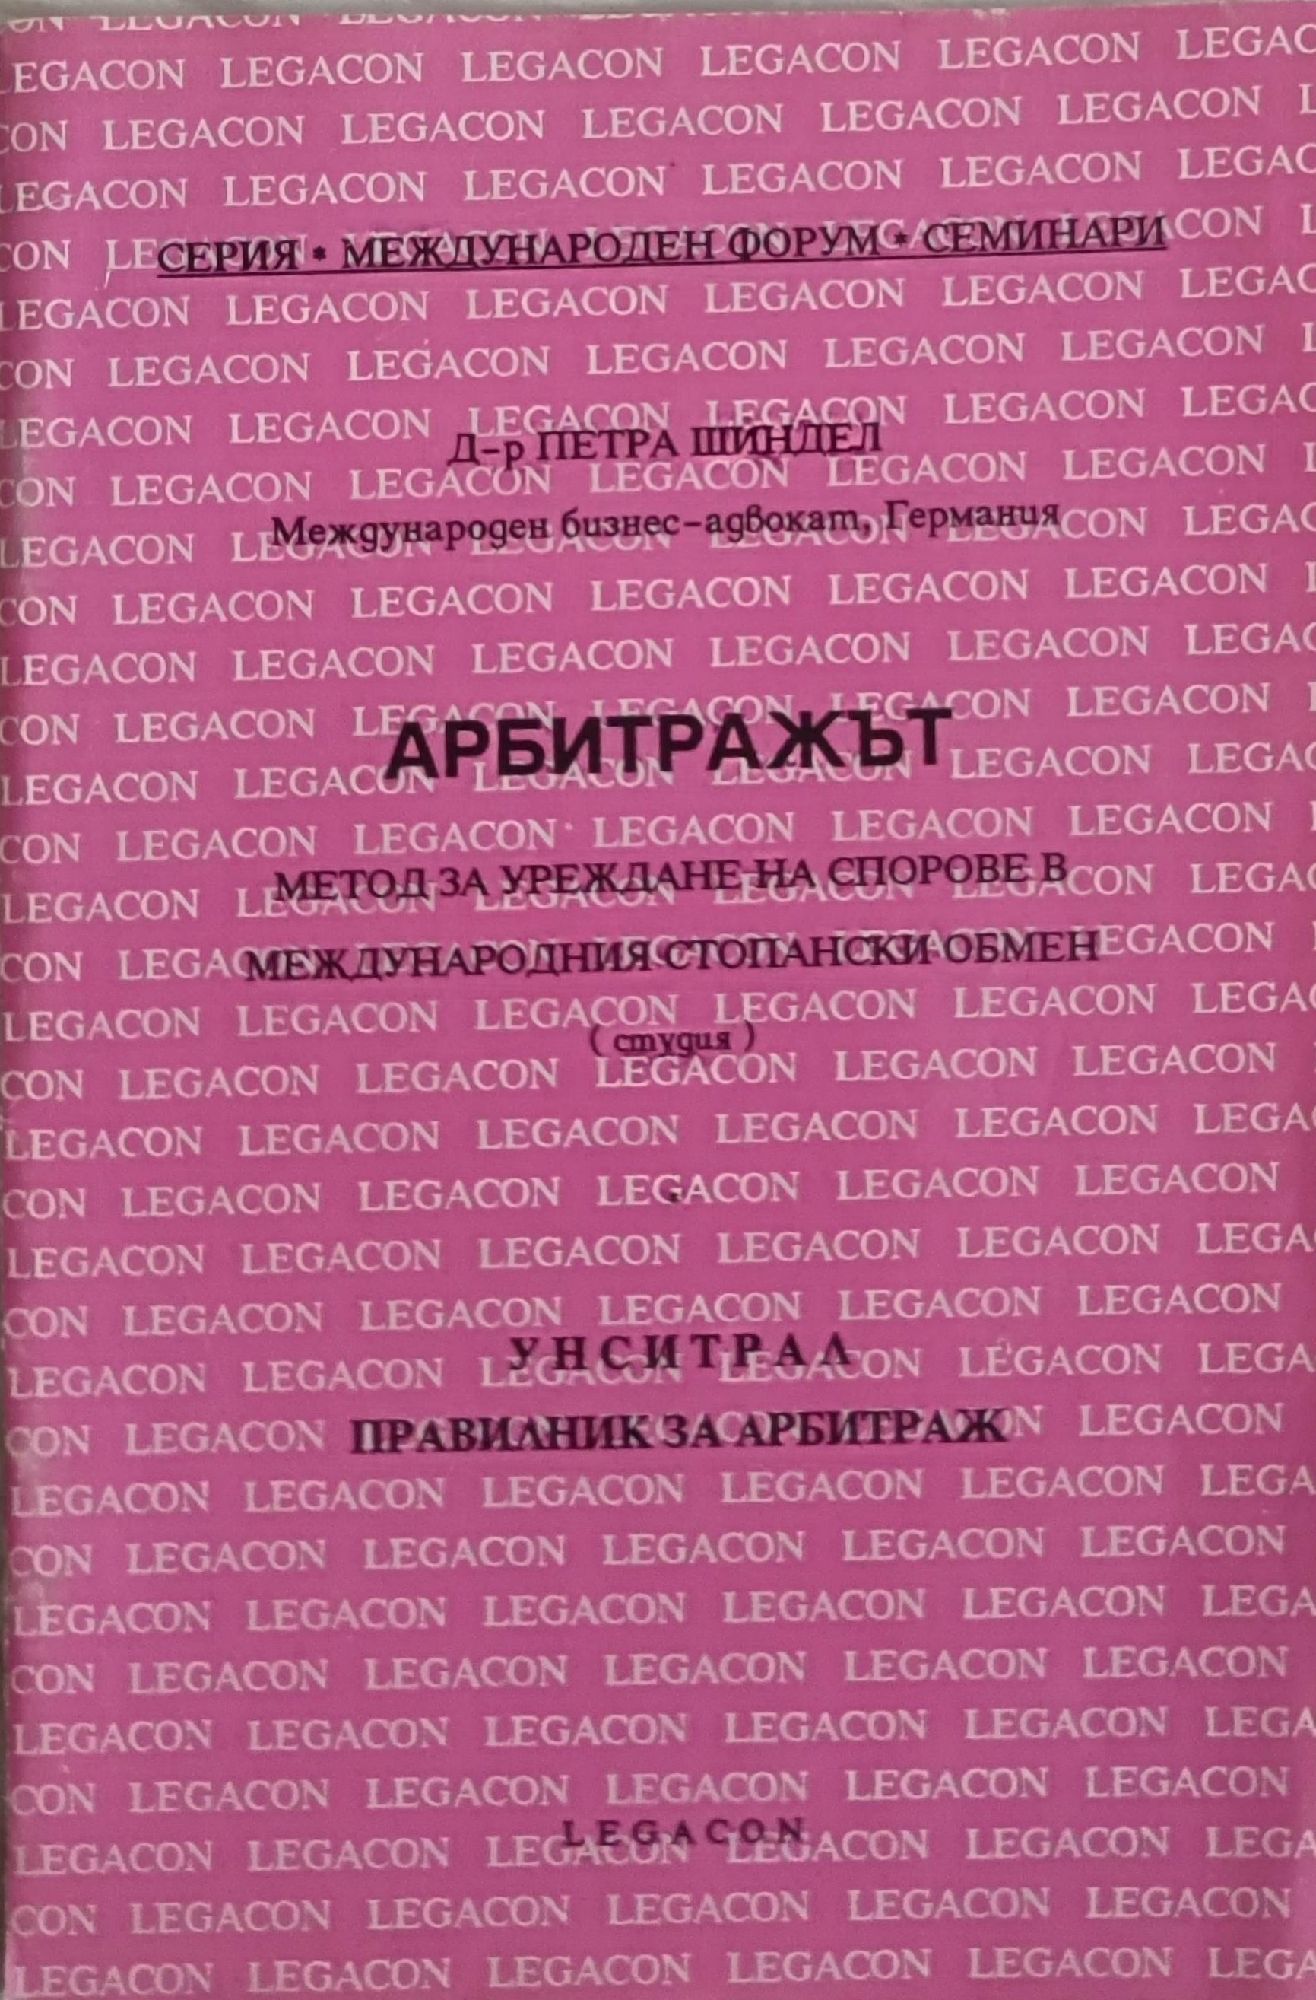 СЕРИЯ • МЕЖДУНАРОДЕН ФОРУМ • СЕМИНАРИ
Д-р ПЕТРА ШИНДЕЛ
Международен бизнес-адвокат, Германия
АРБИТРАЖЪТ
МЕТОД ЗА УРЕЖДАНЕ НА СПОРОВЕ В
МЕЖДУНАРОДНИЯ СТОПАНСКИ ОБМЕН
( студия )
УНСИТРАЛ
ПРАВИЛНИК ЗА АРБИТРАЖ
LEGACON